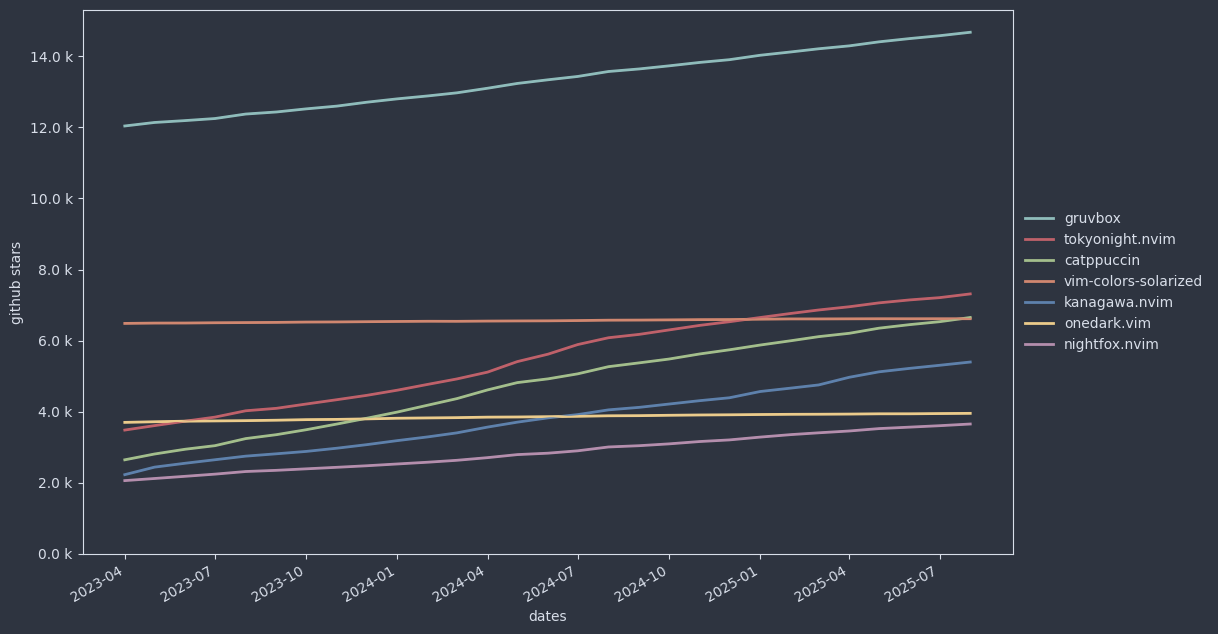 14.0 k
12.0 k
10.0 k
8.0 k
6.0 k
4.0 k
2.0 k
0.0 k
github stars
2023-04
2023-07
2023-10
2024-01
2024-04
2024-07
2024-10
2025-01
2025-04
2025-07
dates
gruvbox
tokyonight.nvim
catppuccin
vim-colors-solarized
kanagawa.nvim
onedark.vim
nightfox.nvim